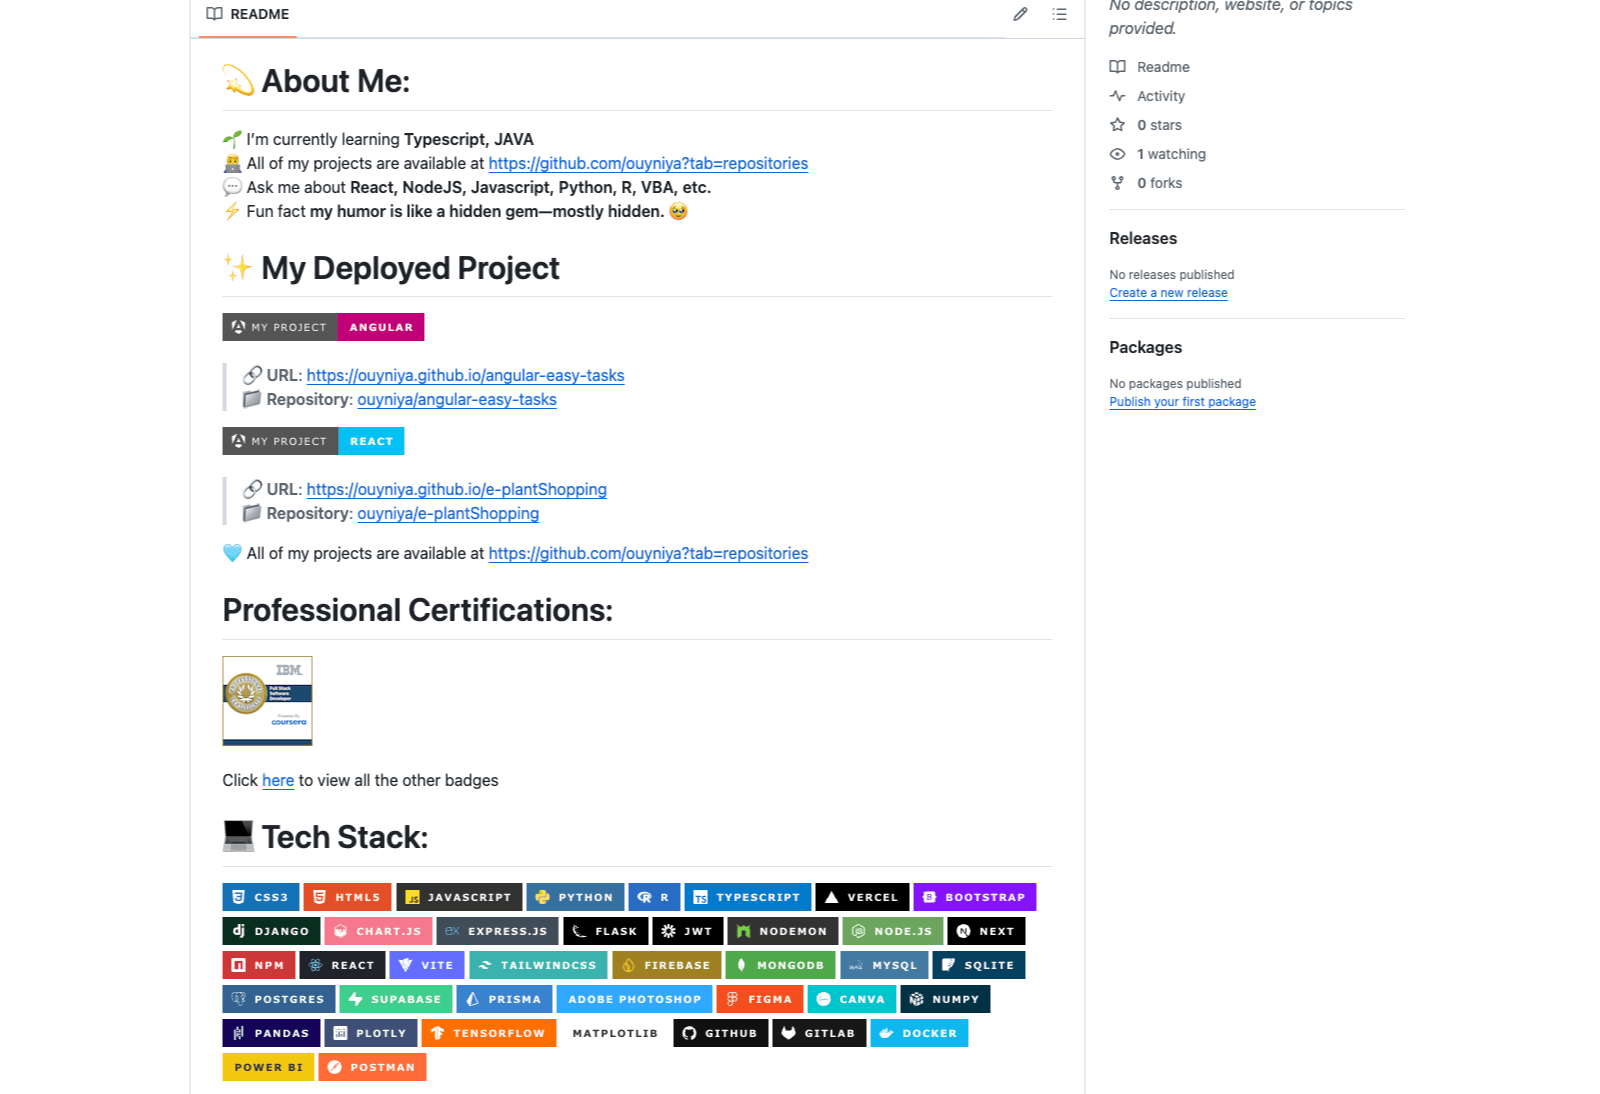 README
No description, website, or topics
provided.
Readme
Activity
0 stars
1 watching
0 forks
Releases
No releases published
Create a new release
Packages
No packages published
Publish your first package
About Me:
I'm currently learning Typescript, JAVA
All of my projects are available at https://github.com/ouyniya?tab=repositories
Ask me about React, NodeJS, Javascript, Python, R, VBA, etc.
Fun fact my humor is like a hidden gem—mostly hidden.
My Deployed Project
MY PROJECT ANGULAR
URL: https://ouyniya.github.io/angular-easy-tasks
Repository: ouyniya/angular-easy-tasks
MY PROJECT REACT
URL: https://ouyniya.github.io/e-plantShopping
Repository: ouyniya/e-plantShopping
All of my projects are available at https://github.com/ouyniya?tab=repositories
Professional Certifications:
IBM
Full Stack
Software
Developer
Powered By
coursera
Click here to view all the other badges
Tech Stack:
CSS3 HTML5 JS JAVASCRIPT PYTHON R R TS TYPESCRIPT VERCEL B BOOTSTRAP
dj DJANGO CHART.JS ex EXPRESS.JS FLASK JWT NODEMON NODE.JS N NEXT
NPM REACT VITE TAILWINDCSS FIREBASE MONGODB MYSQL SQLITE
POSTGRES SUPABASE PRISMA ADOBE PHOTOSHOP FIGMA CANVA NUMPY
PANDAS PLOTLY TENSORFLOW MATPLOTLIB GITHUB GITLAB DOCKER
POWER BI POSTMAN